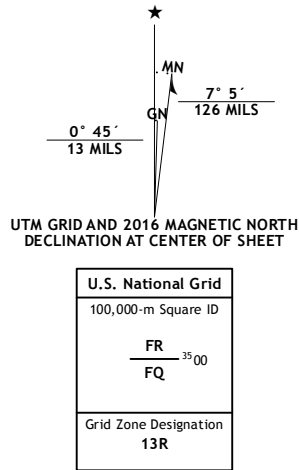 MN
GN
7° 5´
126 MILS
0° 45´
13 MILS
UTM GRID AND 2016 MAGNETIC NORTH
DECLINATION AT CENTER OF SHEET
U.S. National Grid
100,000-m Square ID
FR
3500
FQ
Grid Zone Designation
13R